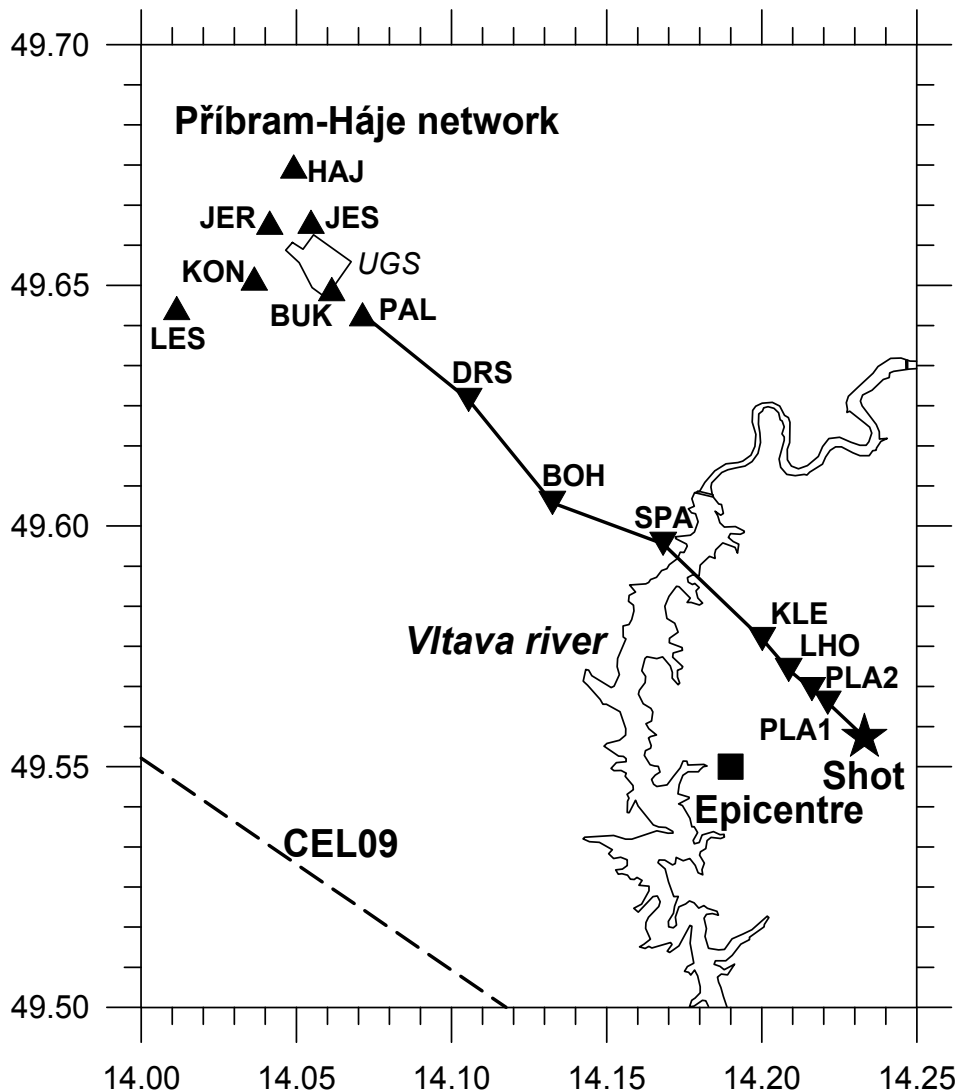 49.70
Příbram-Háje network
HAJ
JER
JES
UGS
KON
49.65
BUK
PAL
LES
DRS
BOH
49.60
SPA
KLE
Vltava river
LHO
PLA2
PLA1
49.55
Shot
Epicentre
CEL09
49.50
14.00
14.05
14.10
14.15
14.20
14.25